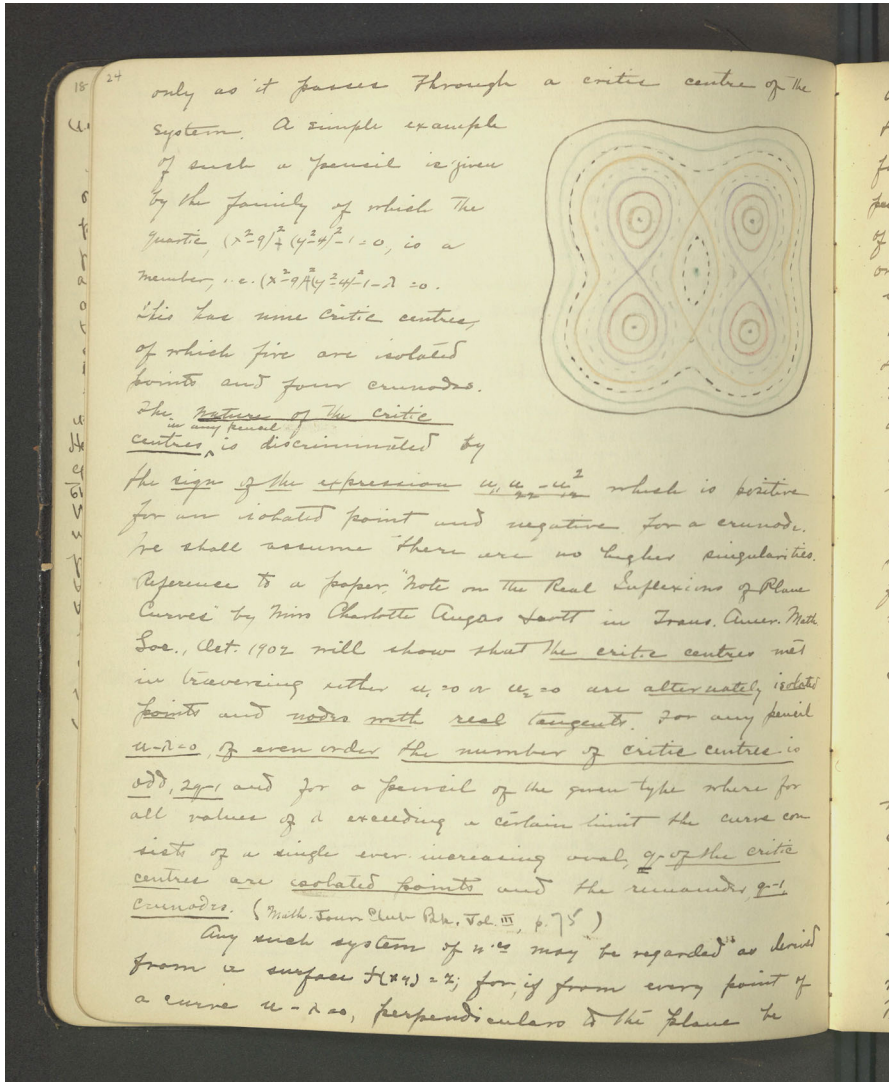 18
24
only as it passes through a critic centre of the
system. A simple example
of such a pencil is given
by the family of which the
quartic, (x²-9)²+(y²-4)²-1=0, is a
member, i.e. (x²-9)²+(y²-4)²-1-λ=0.
This has nine critic centres,
of which five are isolated
points and four crunodes.
The nature of the critic
in any pencil
centres ^ is discriminated by
the sign of the expression u₁₁u₂₂-u₁₂² which is positive
for an isolated point and negative for a crunode.
We shall assume there are no higher singularities.
Reference to a paper, "Note on the Real Inflexions of Plane
Curves" by Miss Charlotte Angas Scott in Trans. Amer. Math
Soc., Oct. 1902 will show that the critic centres met
in traversing either u₁=0 or u₂=0 are alternately isolated
points and nodes with real tangents. For any pencil
u-λ=0, of even order the number of critic centres is
odd, 2q-1 and for a pencil of the given type where for
all values of λ exceeding a certain limit the curve con
sists of a single ever increasing oval, q of the critic
centres are isolated points and the remainder, q-1,
crunodes. (Math. Journ Club Pbk. Vol. III, p. 75)
Any such system of n-ics may be regarded as derived
from a surface f(xy) = z; for, if from every point of
a curve u-λ=0, perpendiculars to the plane be